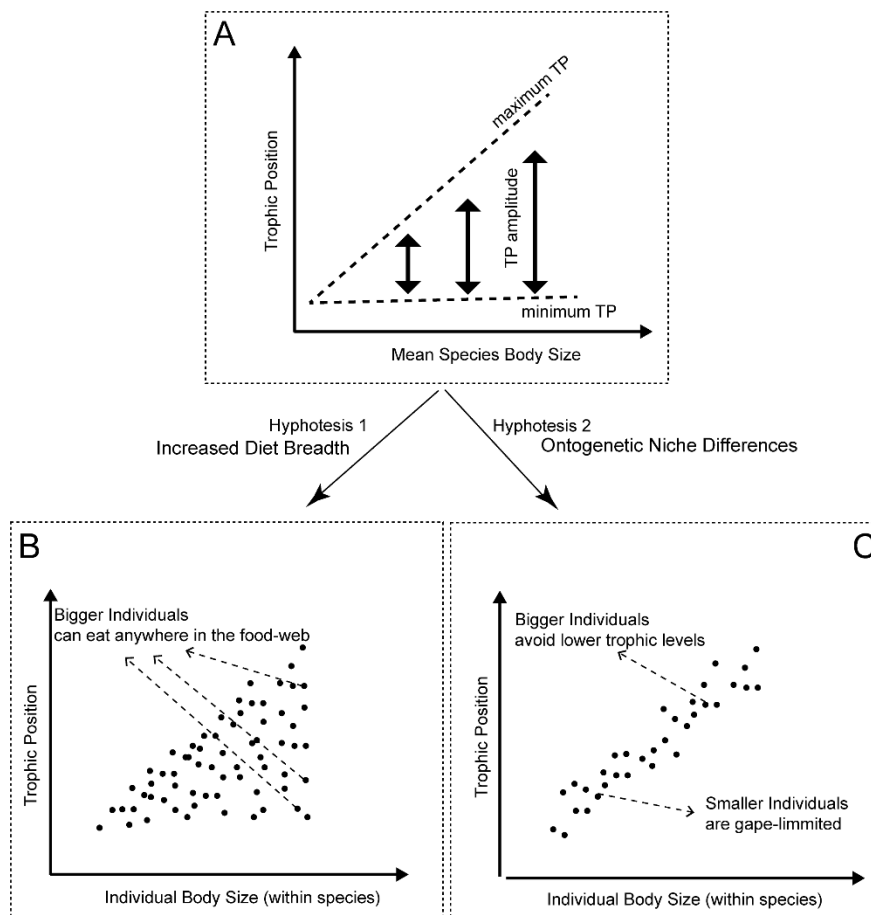 A
maximum TP
Trophic Position
TP amplitude
minimum TP
Mean Species Body Size
Hyphotesis 1
Increased Diet Breadth
Hyphotesis 2
Ontogenetic Niche Differences
B
Bigger Individuals
can eat anywhere in the food-web
Trophic Position
Individual Body Size (within species)
C
Bigger Individuals
avoid lower trophic levels
Trophic Position
Smaller Individuals
are gape-limmited
Individual Body Size (within species)